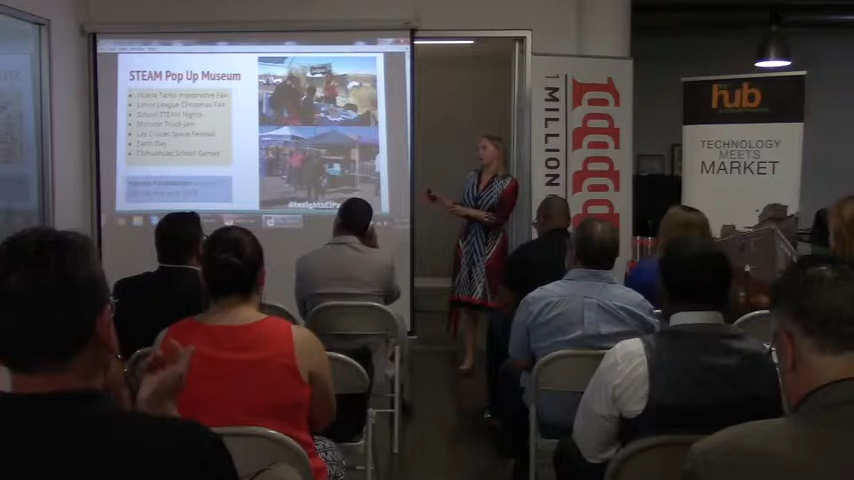 STEAM Pop Up Museum
Hueco Tanks Interpretive Fair
Junior League Christmas Fair
School STEAM Nights
Monster Truck Jam
Las Cruces Space Festival
Earth Day
Chihuahuas School Games
#InsightsElPa
1 MILLION
hub
TECHNOLOGY
MEETS
MARKET